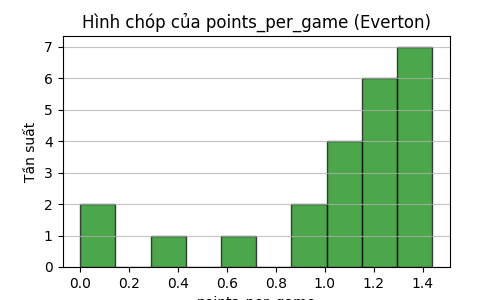 Hình chóp của points_per_game (Everton)
7
6
5
4
3
2
1
0
Tần suất
0.0 0.2 0.4 0.6 0.8 1.0 1.2 1.4
points_per_game